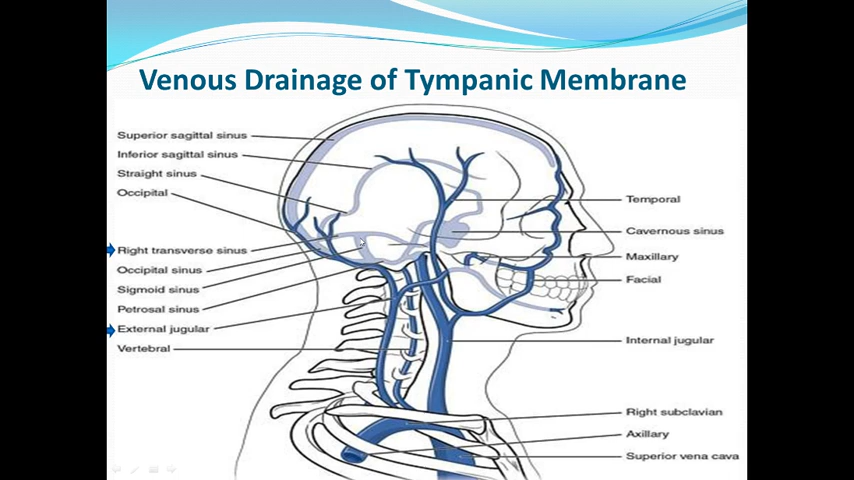 Venous Drainage of Tympanic Membrane
Superior sagittal sinus
Inferior sagittal sinus
Straight sinus
Occipital
Right transverse sinus
Occipital sinus
Sigmoid sinus
Petrosal sinus
External jugular
Vertebral
Temporal
Cavernous sinus
Maxillary
Facial
Internal jugular
Right subclavian
Axillary
Superior vena cava